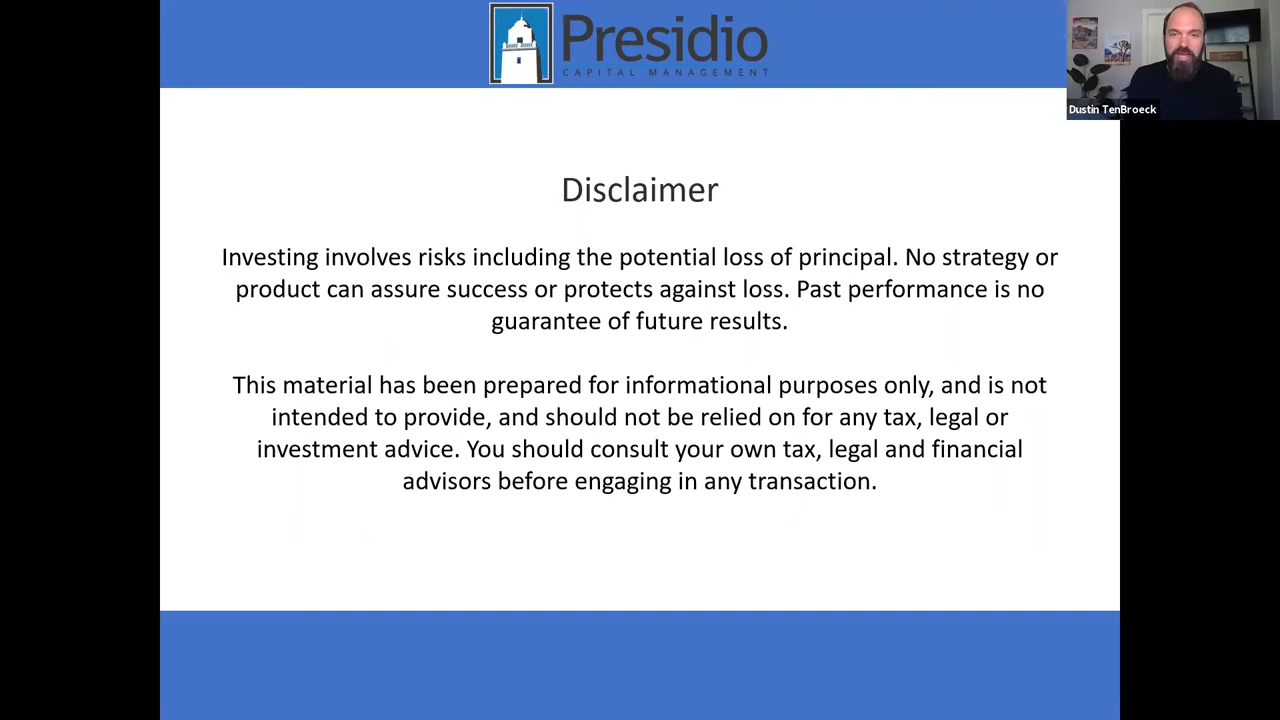 Presidio
CAPITAL MANAGEMENT
Dustin TenBroeck
Disclaimer
Investing involves risks including the potential loss of principal. No strategy or
product can assure success or protects against loss. Past performance is no
guarantee of future results.
This material has been prepared for informational purposes only, and is not
intended to provide, and should not be relied on for any tax, legal or
investment advice. You should consult your own tax, legal and financial
advisors before engaging in any transaction.